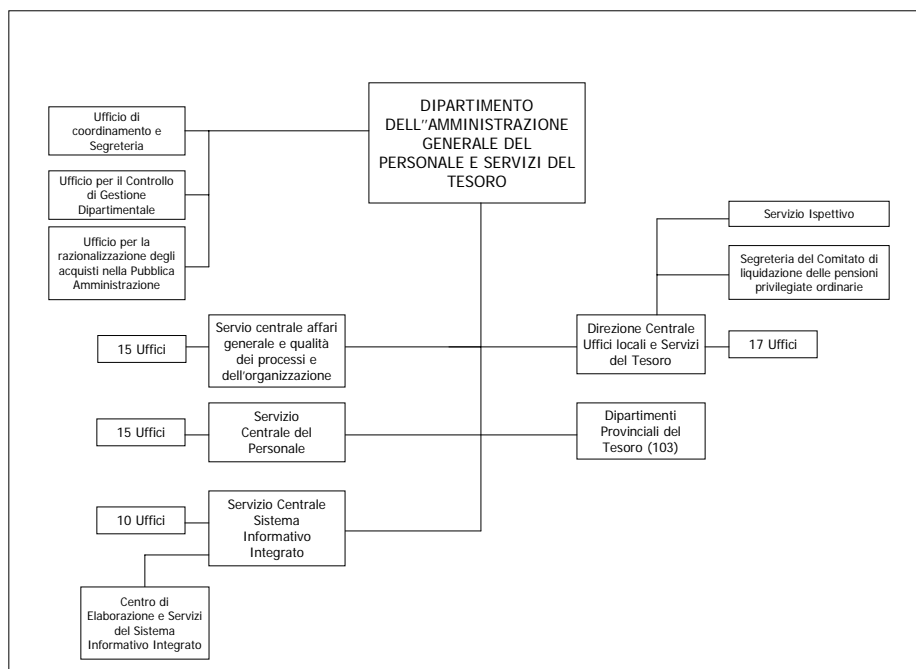 DIPARTIMENTO
DELL''AMMINISTRAZIONE
GENERALE DEL
PERSONALE E SERVIZI DEL
TESORO
Ufficio di
coordinamento e
Segreteria
Ufficio per il Controllo
di Gestione
Dipartimentale
Ufficio per la
razionalizzazione degli
acquisti nella Pubblica
Amministrazione
Servizio Ispettivo
Segreteria del Comitato di
liquidazione delle pensioni
privilegiate ordinarie
15 Uffici
Servio centrale affari
generale e qualità
dei processi e
dell'organizzazione
Direzione Centrale
Uffici locali e Servizi
del Tesoro
17 Uffici
15 Uffici
Servizio
Centrale del
Personale
Dipartimenti
Provinciali del
Tesoro (103)
10 Uffici
Servizio Centrale
Sistema
Informativo
Integrato
Centro di
Elaborazione e Servizi
del Sistema
Informativo Integrato